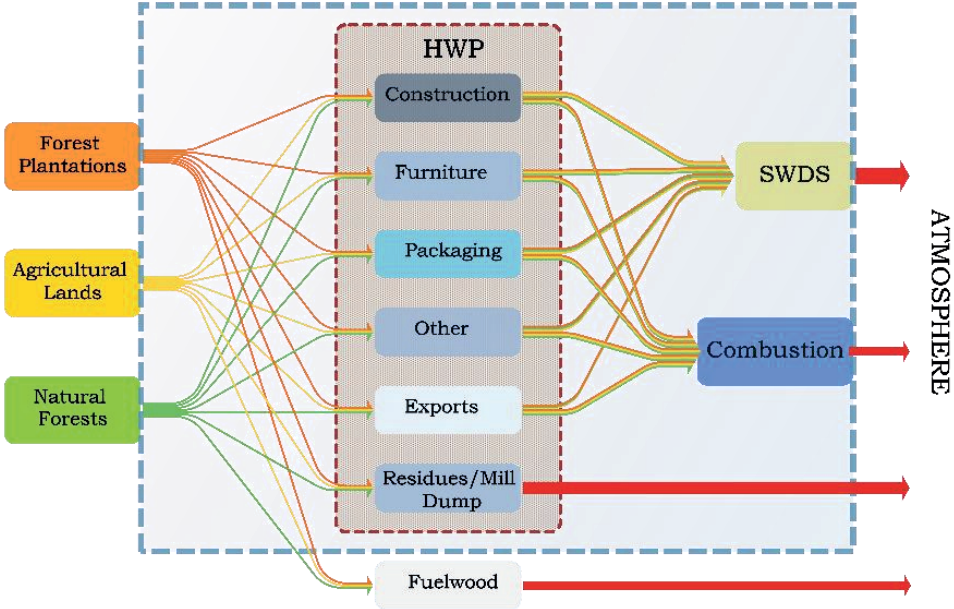 HWP
Construction
Forest
Plantations
Furniture
SWDS
Agricultural
Lands
Packaging
Other
Combustion
Natural
Forests
Exports
Residues/Mill
Dump
Fuelwood
ATMOSPHERE